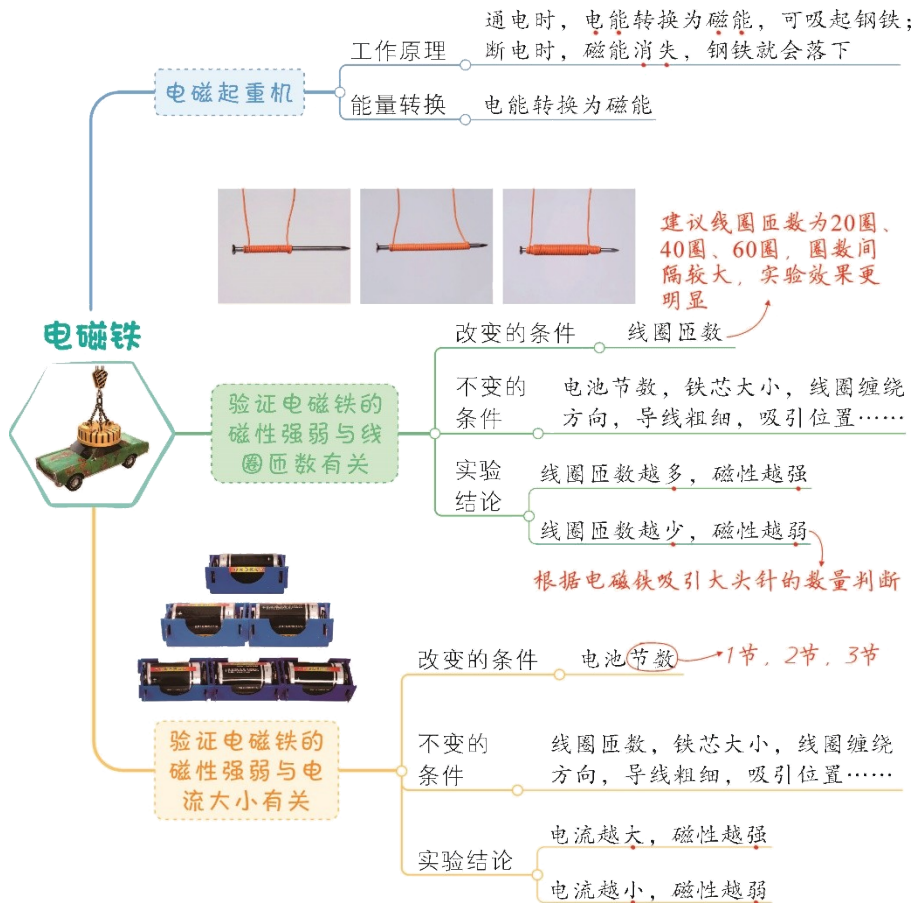 通电时，电能转换为磁能，可吸起钢铁；
断电时，磁能消失，钢铁就会落下
工作原理
电磁起重机
能量转换
电能转换为磁能
建议线圈匝数为20圈、
40圈、60圈，圈数间
隔较大，实验效果更
明显
电磁铁
改变的条件
线圈匝数
验证电磁铁的
磁性强弱与线
圈匝数有关
不变的
条件
电池节数，铁芯大小，线圈缠绕
方向，导线粗细，吸引位置……
实验
结论
线圈匝数越多，磁性越强
线圈匝数越少，磁性越弱
根据电磁铁吸引大头针的数量判断
改变的条件
电池节数
1节，2节，3节
验证电磁铁的
磁性强弱与电
流大小有关
不变的
条件
线圈匝数，铁芯大小，线圈缠绕
方向，导线粗细，吸引位置……
实验结论
电流越大，磁性越强
电流越小，磁性越弱